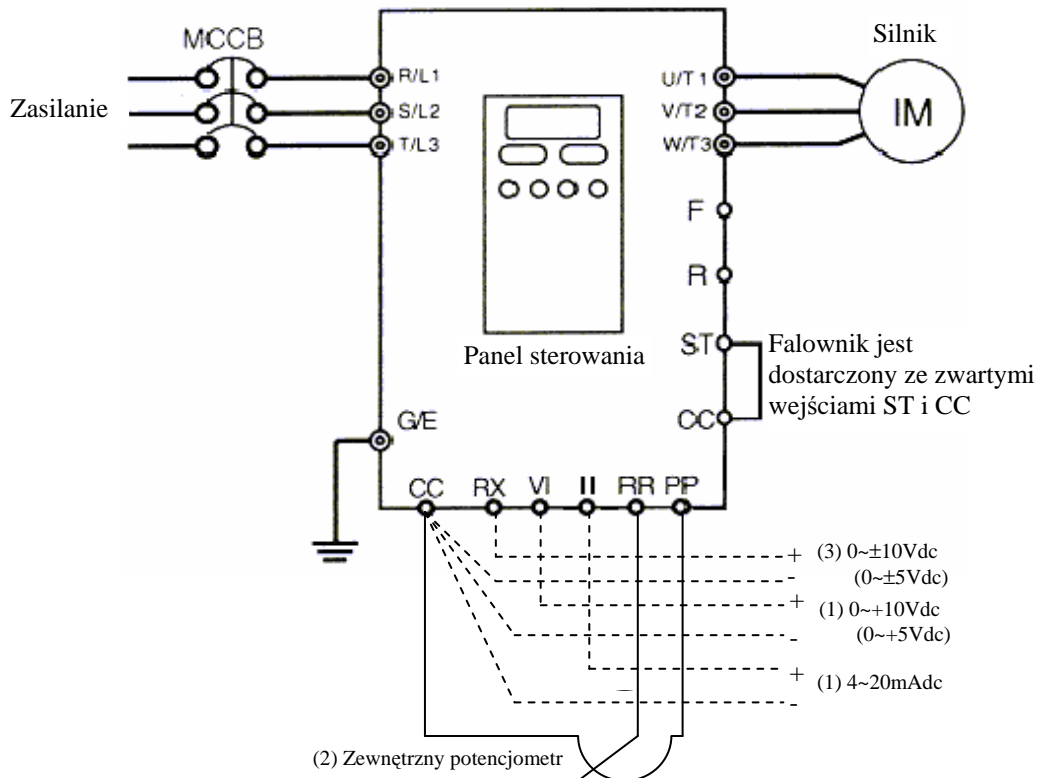 MCCB
Silnik
Zasilanie
R/L1
S/L2
T/L3
U/T1
V/T2
W/T3
IM
F
R
Panel sterowania
ST
Falownik jest
dostarczony ze zwartymi
wejściami ST i CC
CC
G/E
CC RX VI II RR PP
+ (3) 0~±10Vdc
- (0~±5Vdc)
+ (1) 0~+10Vdc
- (0~+5Vdc)
+ (1) 4~20mAdc
-
(2) Zewnętrzny potencjometr